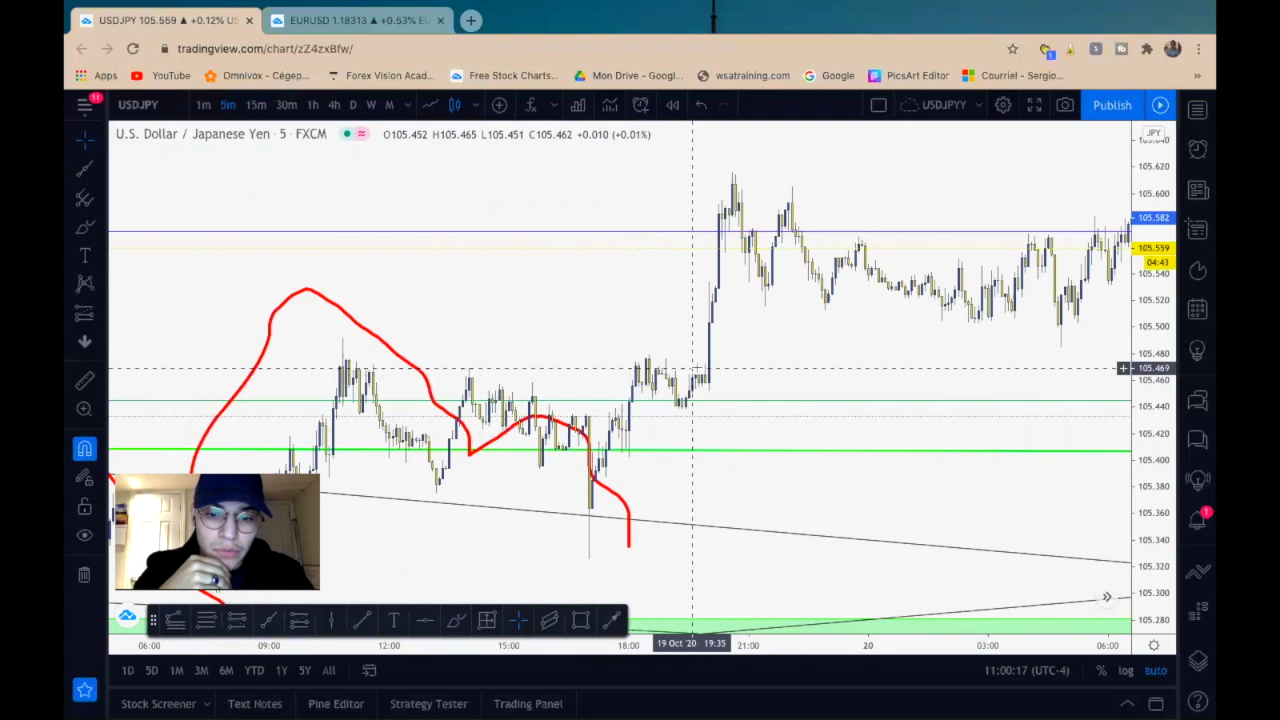 USDJPY 105.559 ▲ +0.12% US
EURUSD 1.18313 ▲ +0.53% EU
tradingview.com/chart/zZ4zxBfw/
Apps YouTube Omnivox - Cégep... Forex Vision Acad... Free Stock Charts... Mon Drive - Googl... wsatraining.com Google PicsArt Editor Courriel - Sergio... »
11
USDJPY 1m 5m 15m 30m 1h 4h D W M USDJPYY Publish
U.S. Dollar / Japanese Yen · 5 · FXCM O105.452 H105.465 L105.451 C105.462 +0.010 (+0.01%)
JPY
105.620
105.600
105.582
105.559
04:43
105.540
105.520
105.500
105.480
105.469
105.460
105.440
105.420
105.400
105.380
105.360
105.340
105.320
105.300
105.280
1
06:00 09:00 12:00 15:00 18:00 19 Oct '20 19:35 21:00 20 03:00 06:00
1D 5D 1M 3M 6M YTD 1Y 5Y All 11:00:17 (UTC-4) % log auto
Stock Screener Text Notes Pine Editor Strategy Tester Trading Panel